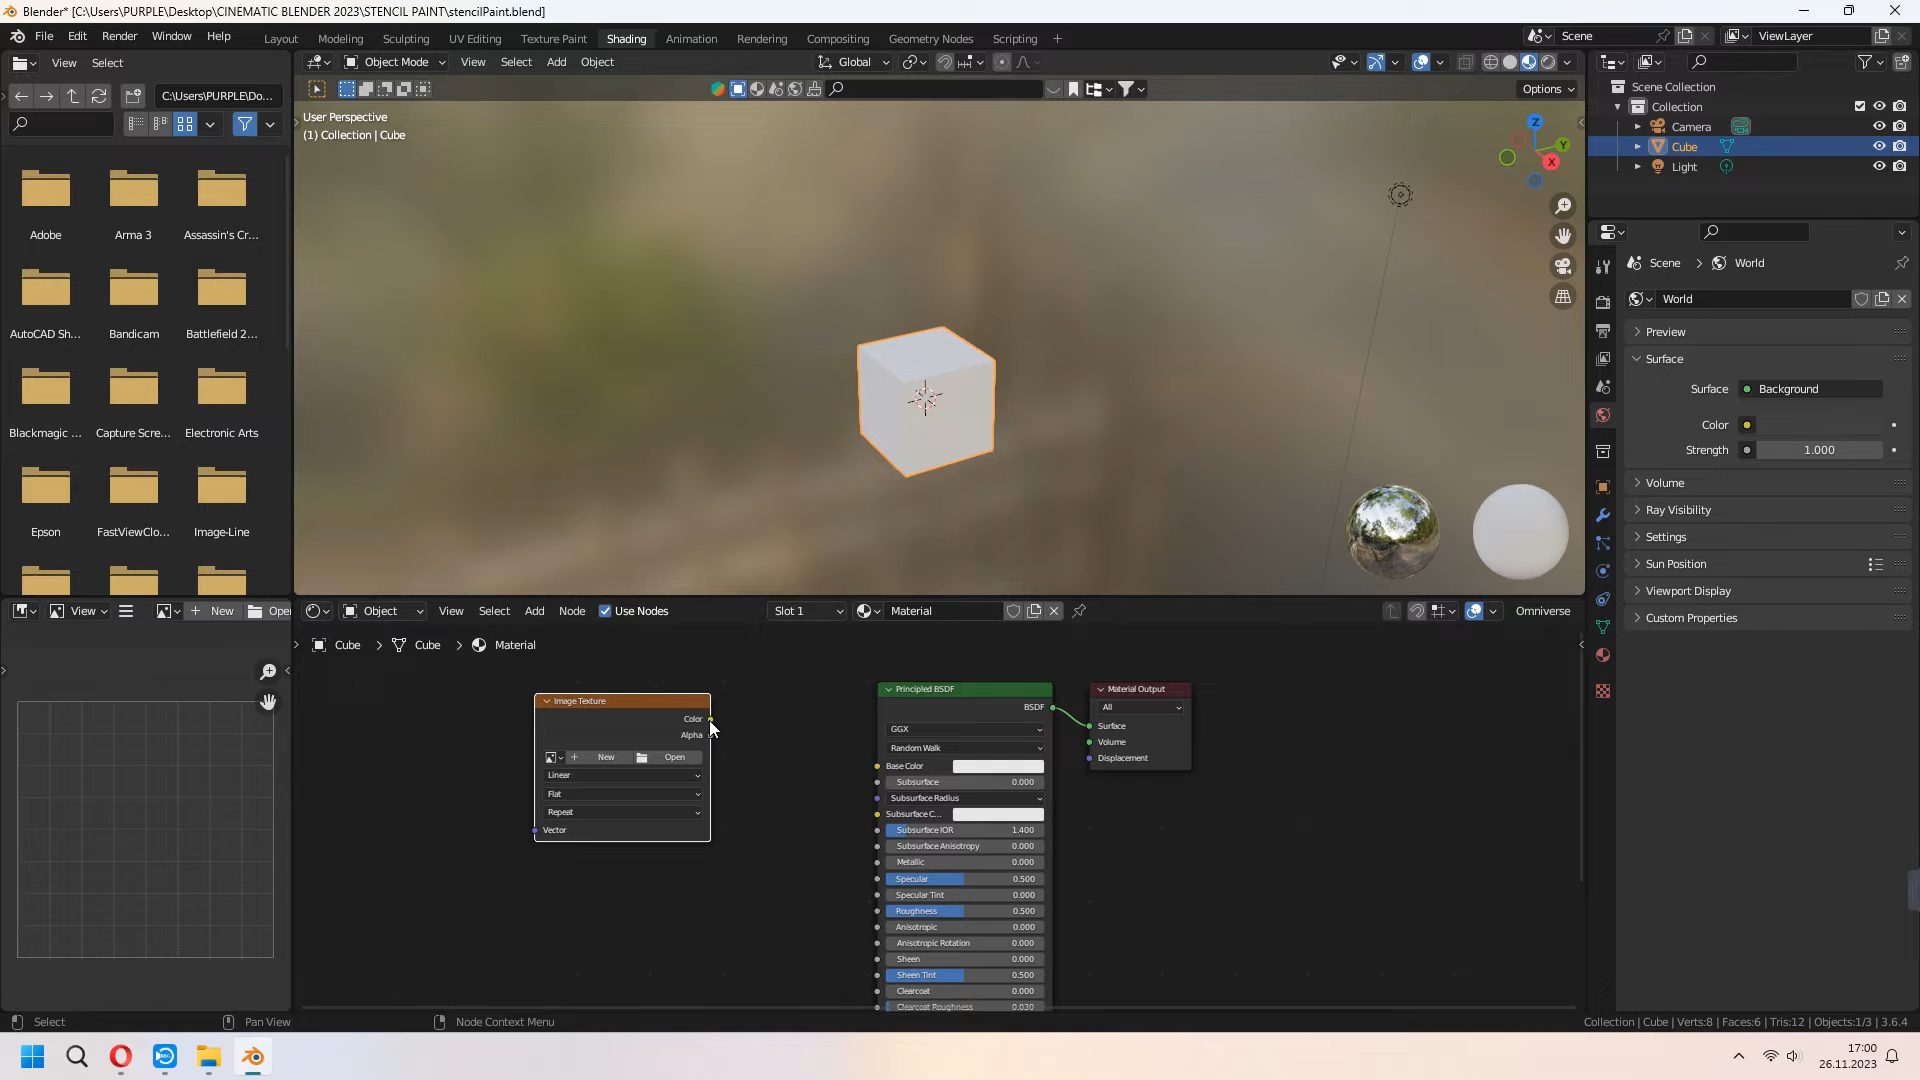 Blender* [C:\Users\PURPLE\Desktop\CINEMATIC BLENDER 2023\STENCIL PAINT\stencilPaint.blend]
File Edit Render Window Help
Layout Modeling Sculpting UV Editing Texture Paint Shading Animation Rendering Compositing Geometry Nodes Scripting +
Scene
ViewLayer
View Select
Object Mode View Select Add Object
Global
C:\Users\PURPLE\Do...
Options
User Perspective
(1) Collection | Cube
Z
Y
X
Adobe
Arma 3
Assassin's Cr...
AutoCAD Sh...
Bandicam
Battlefield 2...
Blackmagic ...
Capture Scre...
Electronic Arts
Epson
FastViewClo...
Image-Line
Scene Collection
Collection
Camera
Cube
Light
Scene > World
World
Preview
Surface
Surface Background
Color
Strength 1.000
Volume
Ray Visibility
Settings
Sun Position
Viewport Display
Custom Properties
View + New Open
Object View Select Add Node Use Nodes Slot 1 Material Omniverse
Cube > Cube > Material
Image Texture
Color
Alpha
+ New Open
Linear
Flat
Repeat
Vector
Principled BSDF
BSDF
GGX
Random Walk
Base Color
Subsurface 0.000
Subsurface Radius
Subsurface C...
Subsurface IOR 1.400
Subsurface Anisotropy 0.000
Metallic 0.000
Specular 0.500
Specular Tint 0.000
Roughness 0.500
Anisotropic 0.000
Anisotropic Rotation 0.000
Sheen 0.000
Sheen Tint 0.500
Clearcoat 0.000
Clearcoat Roughness 0.030
Material Output
All
Surface
Volume
Displacement
Select Pan View Node Context Menu
Collection | Cube | Verts:8 | Faces:6 | Tris:12 | Objects:1/3 | 3.6.4
17:00
26.11.2023